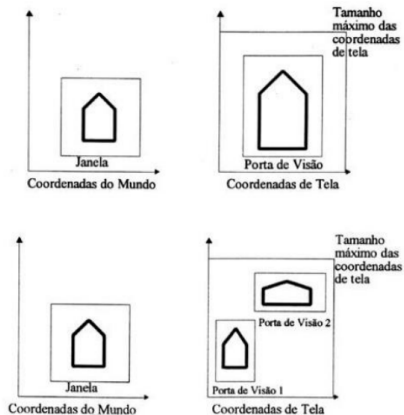 Tamanho
máximo das
coordenadas
de tela
Janela
Porta de Visão
Coordenadas do Mundo
Coordenadas de Tela
Tamanho
máximo das
coordenadas
de tela
Porta de Visão 2
Janela
Porta de Visão 1
Coordenadas do Mundo
Coordenadas de Tela